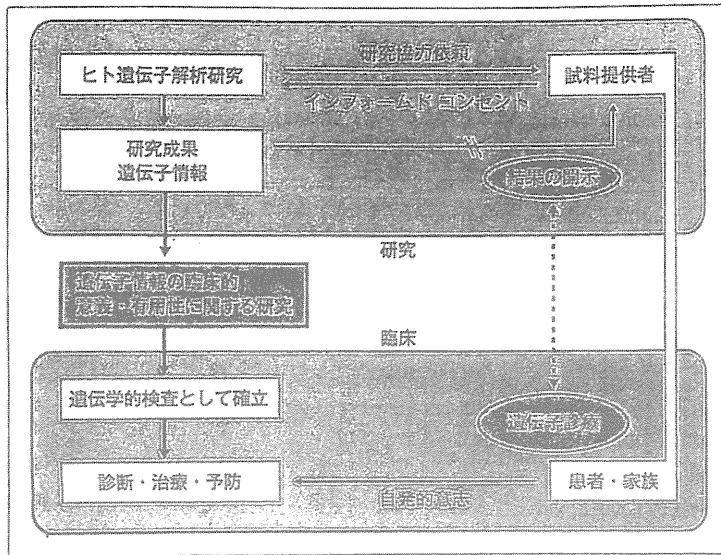 研究協力依頼
ヒト遺伝子解析研究
試料提供者
インフォームド コンセント
研究成果
遺伝子情報
結果の開示
研究
遺伝子情報の臨床的
意義・有用性に関する研究
臨床
遺伝学的検査として確立
遺伝子診療
診断・治療・予防
自発的意志
患者・家族